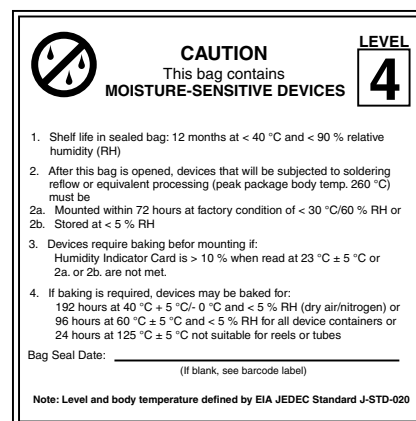 LEVEL
CAUTION
4
This bag contains
MOISTURE-SENSITIVE DEVICES
1. Shelf life in sealed bag: 12 months at < 40 °C and < 90 % relative
humidity (RH)
2. After this bag is opened, devices that will be subjected to soldering
reflow or equivalent processing (peak package body temp. 260 °C)
must be
2a. Mounted within 72 hours at factory condition of < 30 °C/60 % RH or
2b. Stored at < 5 % RH
3. Devices require baking befor mounting if:
Humidity Indicator Card is > 10 % when read at 23 °C ± 5 °C or
2a. or 2b. are not met.
4. If baking is required, devices may be baked for:
192 hours at 40 °C + 5 °C/- 0 °C and < 5 % RH (dry air/nitrogen) or
96 hours at 60 °C ± 5 °C and < 5 % RH for all device containers or
24 hours at 125 °C ± 5 °C not suitable for reels or tubes
Bag Seal Date:
(If blank, see barcode label)
Note: Level and body temperature defined by EIA JEDEC Standard J-STD-020